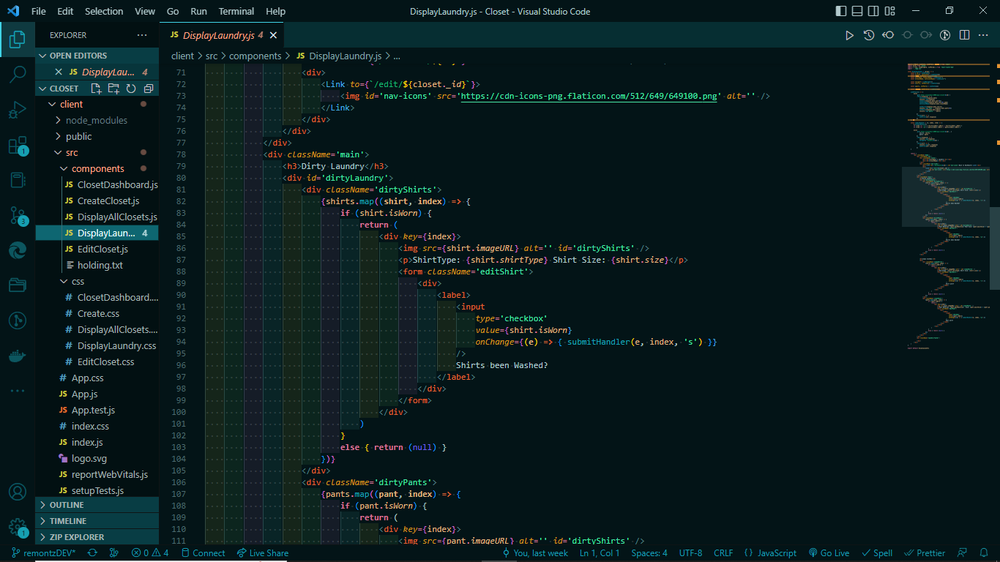 File Edit Selection View Go Run Terminal Help DisplayLaundry.js - Closet - Visual Studio Code
EXPLORER
OPEN EDITORS
JS DisplayLau... 4
CLOSET
client
node_modules
public
src
components
JS ClosetDashboard.js
JS CreateCloset.js
JS DisplayAllClosets.js
JS DisplayLaun... 4
JS EditCloset.js
holding.txt
css
# ClosetDashboard....
# Create.css
# DisplayAllClosets....
# DisplayLaundry.css
# EditCloset.css
# App.css
JS App.js
JS App.test.js
# index.css
JS index.js
logo.svg
JS reportWebVitals.js
JS setupTests.js
OUTLINE
TIMELINE
ZIP EXPLORER
1
3
1
JS DisplayLaundry.js 4
client > src > components > JS DisplayLaundry.js > ...
71 <div>
72 <Link to={`/edit/${closet._id}`}>
73 <img id='nav-icons' src='https://cdn-icons-png.flaticon.com/512/649/649100.png' alt='' />
74 </Link>
75 </div>
76 </div>
77 </div>
78 <div className='main'>
79 <h3>Dirty Laundry</h3>
80 <div id='dirtyLaundry'>
81 <div className='dirtyShirts'>
82 {shirts.map((shirt, index) => {
83 if (shirt.isWorn) {
84 return (
85 <div key={index}>
86 <img src={shirt.imageURL} alt='' id='dirtyShirts' />
87 <p>ShirtType: {shirt.shirtType} Shirt Size: {shirt.size}</p>
88 <form className='editShirt'>
89 <div>
90 <label>
91 <input
92 type='checkbox'
93 value={shirt.isWorn}
94 onChange={(e) => { submitHandler(e, index, 's') }}
95 />
96 Shirts been Washed?
97 </label>
98 </div>
99 </form>
100 </div>
101 )
102 }
103 else { return (null) }
104 })}
105 </div>
106 <div className='dirtyPants'>
107 {pants.map((pant, index) => {
108 if (pant.isWorn) {
109 return (
110 <div key={index}>
111 <img src={pant.imageURL} alt='' id='dirtyShirts' />
remontzDEV* 0 4 Connect Live Share You, last week Ln 1, Col 1 Spaces: 4 UTF-8 CRLF {} JavaScript Go Live Spell Prettier